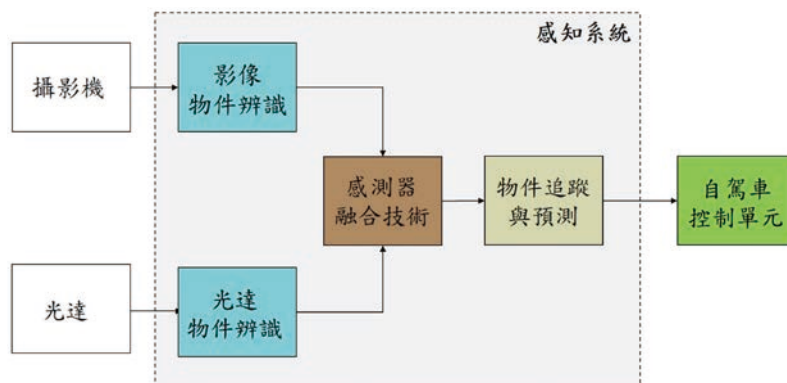 感知系統
攝影機
影像
物件辨識
感測器
融合技術
物件追蹤
與預測
自駕車
控制單元
光達
光達
物件辨識